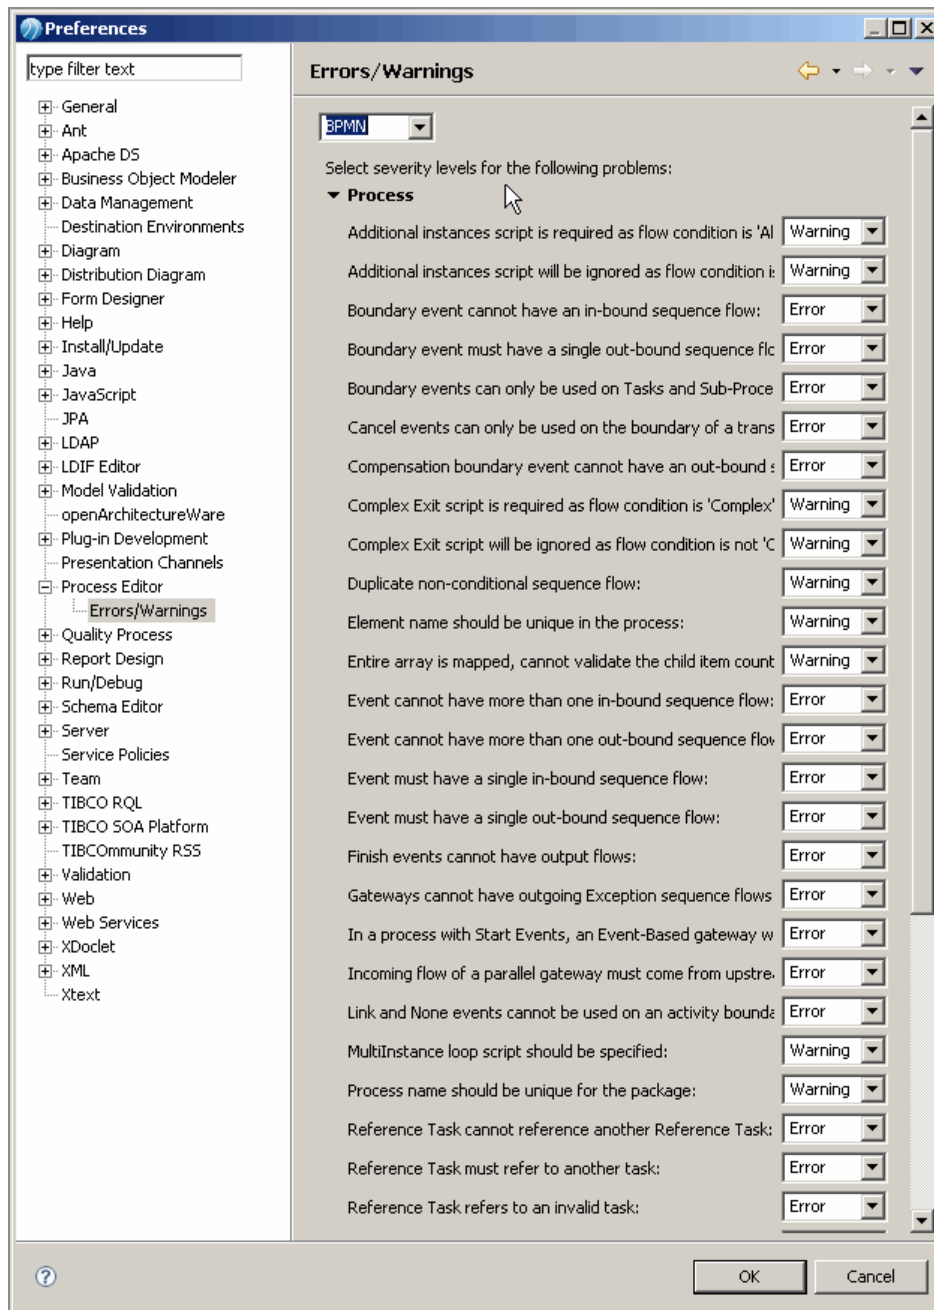 Preferences
type filter text
General
Ant
Apache DS
Business Object Modeler
Data Management
Destination Environments
Diagram
Distribution Diagram
Form Designer
Help
Install/Update
Java
JavaScript
JPA
LDAP
LDIF Editor
Model Validation
openArchitectureWare
Plug-in Development
Presentation Channels
Process Editor
Errors/Warnings
Quality Process
Report Design
Run/Debug
Schema Editor
Server
Service Policies
Team
TIBCO RQL
TIBCO SOA Platform
TIBCOmmunity RSS
Validation
Web
Web Services
XDoclet
XML
Xtext
Errors/Warnings
BPMN
Select severity levels for the following problems:
Process
Additional instances script is required as flow condition is 'Al Warning
Additional instances script will be ignored as flow condition i Warning
Boundary event cannot have an in-bound sequence flow: Error
Boundary event must have a single out-bound sequence flo Error
Boundary events can only be used on Tasks and Sub-Proce Error
Cancel events can only be used on the boundary of a trans Error
Compensation boundary event cannot have an out-bound s Error
Complex Exit script is required as flow condition is 'Complex' Warning
Complex Exit script will be ignored as flow condition is not 'C Warning
Duplicate non-conditional sequence flow: Warning
Element name should be unique in the process: Warning
Entire array is mapped, cannot validate the child item count Warning
Event cannot have more than one in-bound sequence flow: Error
Event cannot have more than one out-bound sequence flow Error
Event must have a single in-bound sequence flow: Error
Event must have a single out-bound sequence flow: Error
Finish events cannot have output flows: Error
Gateways cannot have outgoing Exception sequence flows Error
In a process with Start Events, an Event-Based gateway w Error
Incoming flow of a parallel gateway must come from upstrea Error
Link and None events cannot be used on an activity bounda Error
MultiInstance loop script should be specified: Warning
Process name should be unique for the package: Warning
Reference Task cannot reference another Reference Task: Error
Reference Task must refer to another task: Error
Reference Task refers to an invalid task: Error
OK
Cancel